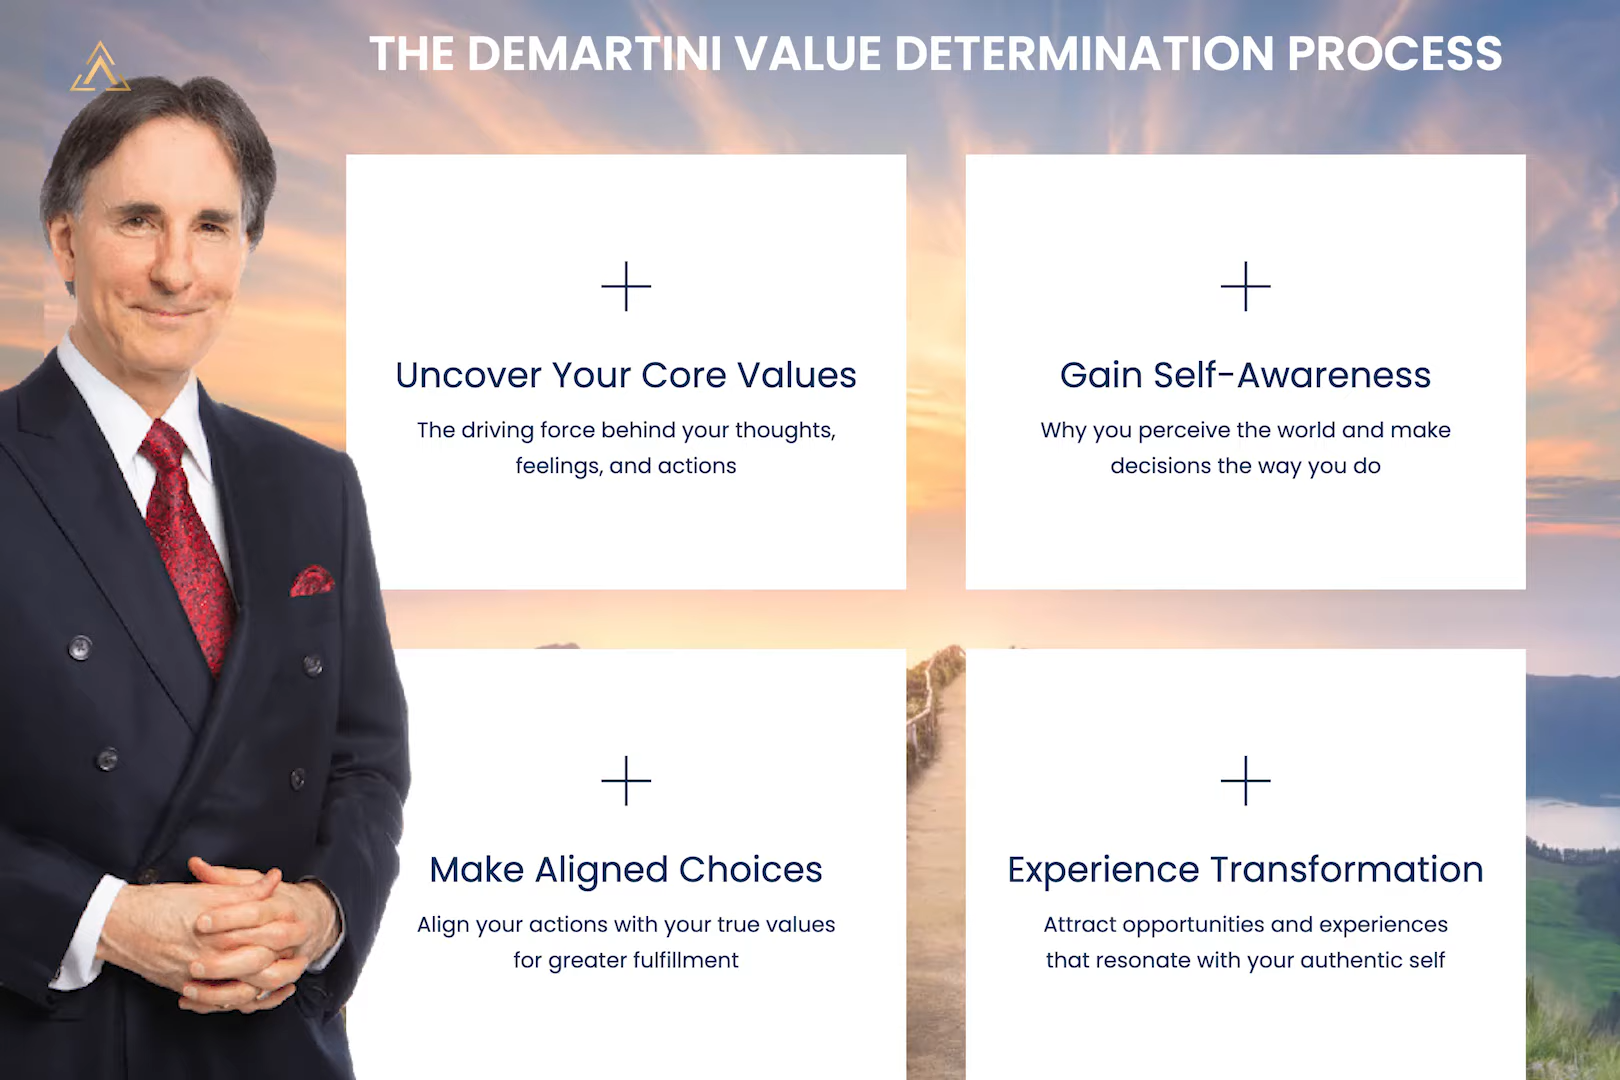 THE DEMARTINI VALUE DETERMINATION PROCESS
Uncover Your Core Values
The driving force behind your thoughts,
feelings, and actions
Gain Self-Awareness
Why you perceive the world and make
decisions the way you do
Make Aligned Choices
Align your actions with your true values
for greater fulfillment
Experience Transformation
Attract opportunities and experiences
that resonate with your authentic self